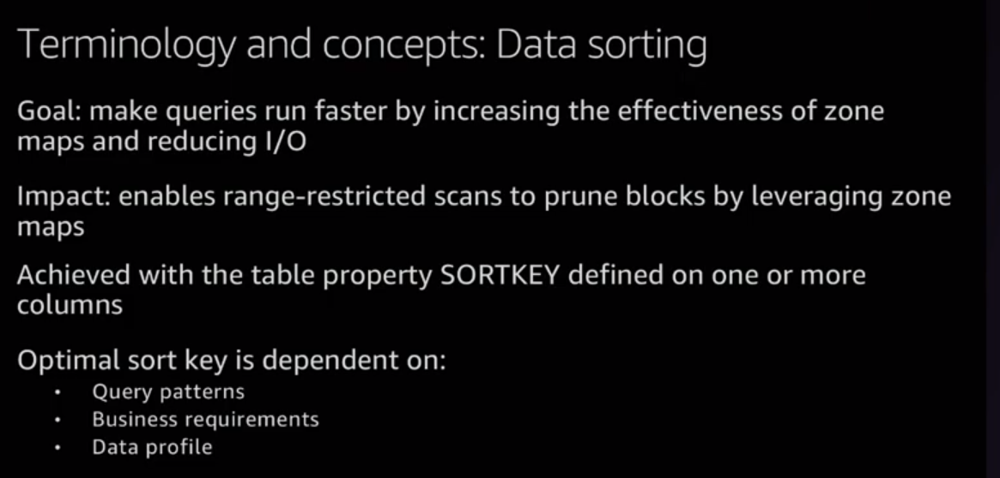 Terminology and concepts: Data sorting
Goal: make queries run faster by increasing the effectiveness of zone
maps and reducing I/O
Impact: enables range-restricted scans to prune blocks by leveraging zone
maps
Achieved with the table property SORTKEY defined on one or more
columns
Optimal sort key is dependent on:
• Query patterns
• Business requirements
• Data profile